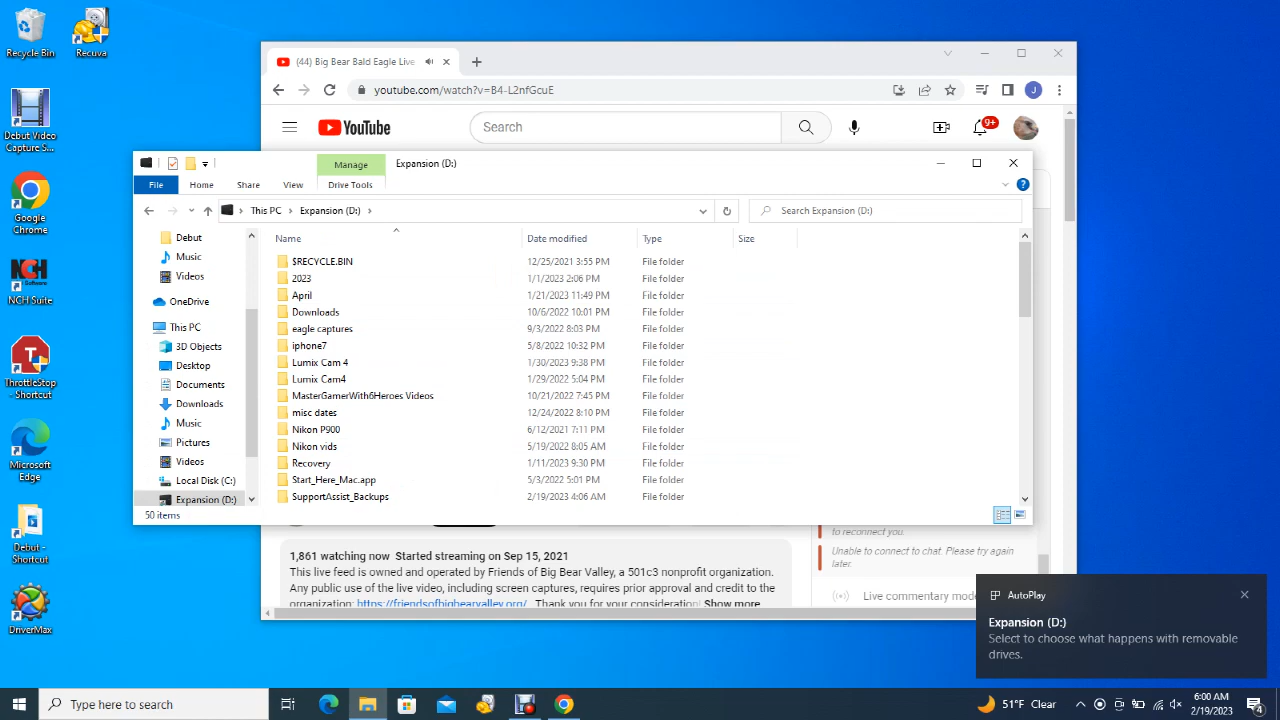 Recycle Bin
Recuva
Debut Video
Capture S...
Google
Chrome
NCH Suite
ThrottleStop
- Shortcut
Microsoft
Edge
Debut -
Shortcut
DriverMax
(44) Big Bear Bald Eagle Live
youtube.com/watch?v=B4-L2nfGcuE
J
YouTube
Search
9+
Manage
Expansion (D:)
File
Home
Share
View
Drive Tools
This PC
Expansion (D:)
Search Expansion (D:)
Debut
Music
Videos
OneDrive
This PC
3D Objects
Desktop
Documents
Downloads
Music
Pictures
Videos
Local Disk (C:)
Expansion (D:)
Name
Date modified
Type
Size
$RECYCLE.BIN 12/25/2021 3:55 PM File folder
2023 1/1/2023 2:06 PM File folder
April 1/21/2023 11:49 PM File folder
Downloads 10/6/2022 10:01 PM File folder
eagle captures 9/3/2022 8:03 PM File folder
iphone7 5/8/2022 10:32 PM File folder
Lumix Cam 4 1/30/2023 9:38 PM File folder
Lumix Cam4 1/29/2022 5:04 PM File folder
MasterGamerWith6Heroes Videos 10/21/2022 7:45 PM File folder
misc dates 12/24/2022 8:10 PM File folder
Nikon P900 6/12/2021 7:11 PM File folder
Nikon vids 5/19/2022 8:05 AM File folder
Recovery 1/11/2023 9:30 PM File folder
Start_Here_Mac.app 5/3/2022 5:01 PM File folder
SupportAssist_Backups 2/19/2023 4:06 AM File folder
50 items
1,861 watching now Started streaming on Sep 15, 2021
This live feed is owned and operated by Friends of Big Bear Valley, a 501c3 nonprofit organization.
Any public use of the live video, including screen captures, requires prior approval and credit to the
organization: https://friendsofbigbearvalley.org/ . Thank you for your consideration! Show more
to reconnect you.
Unable to connect to chat. Please try again
later.
Live commentary mode
AutoPlay
Expansion (D:)
Select to choose what happens with removable
drives.
Type here to search
51°F Clear
6:00 AM
2/19/2023
4